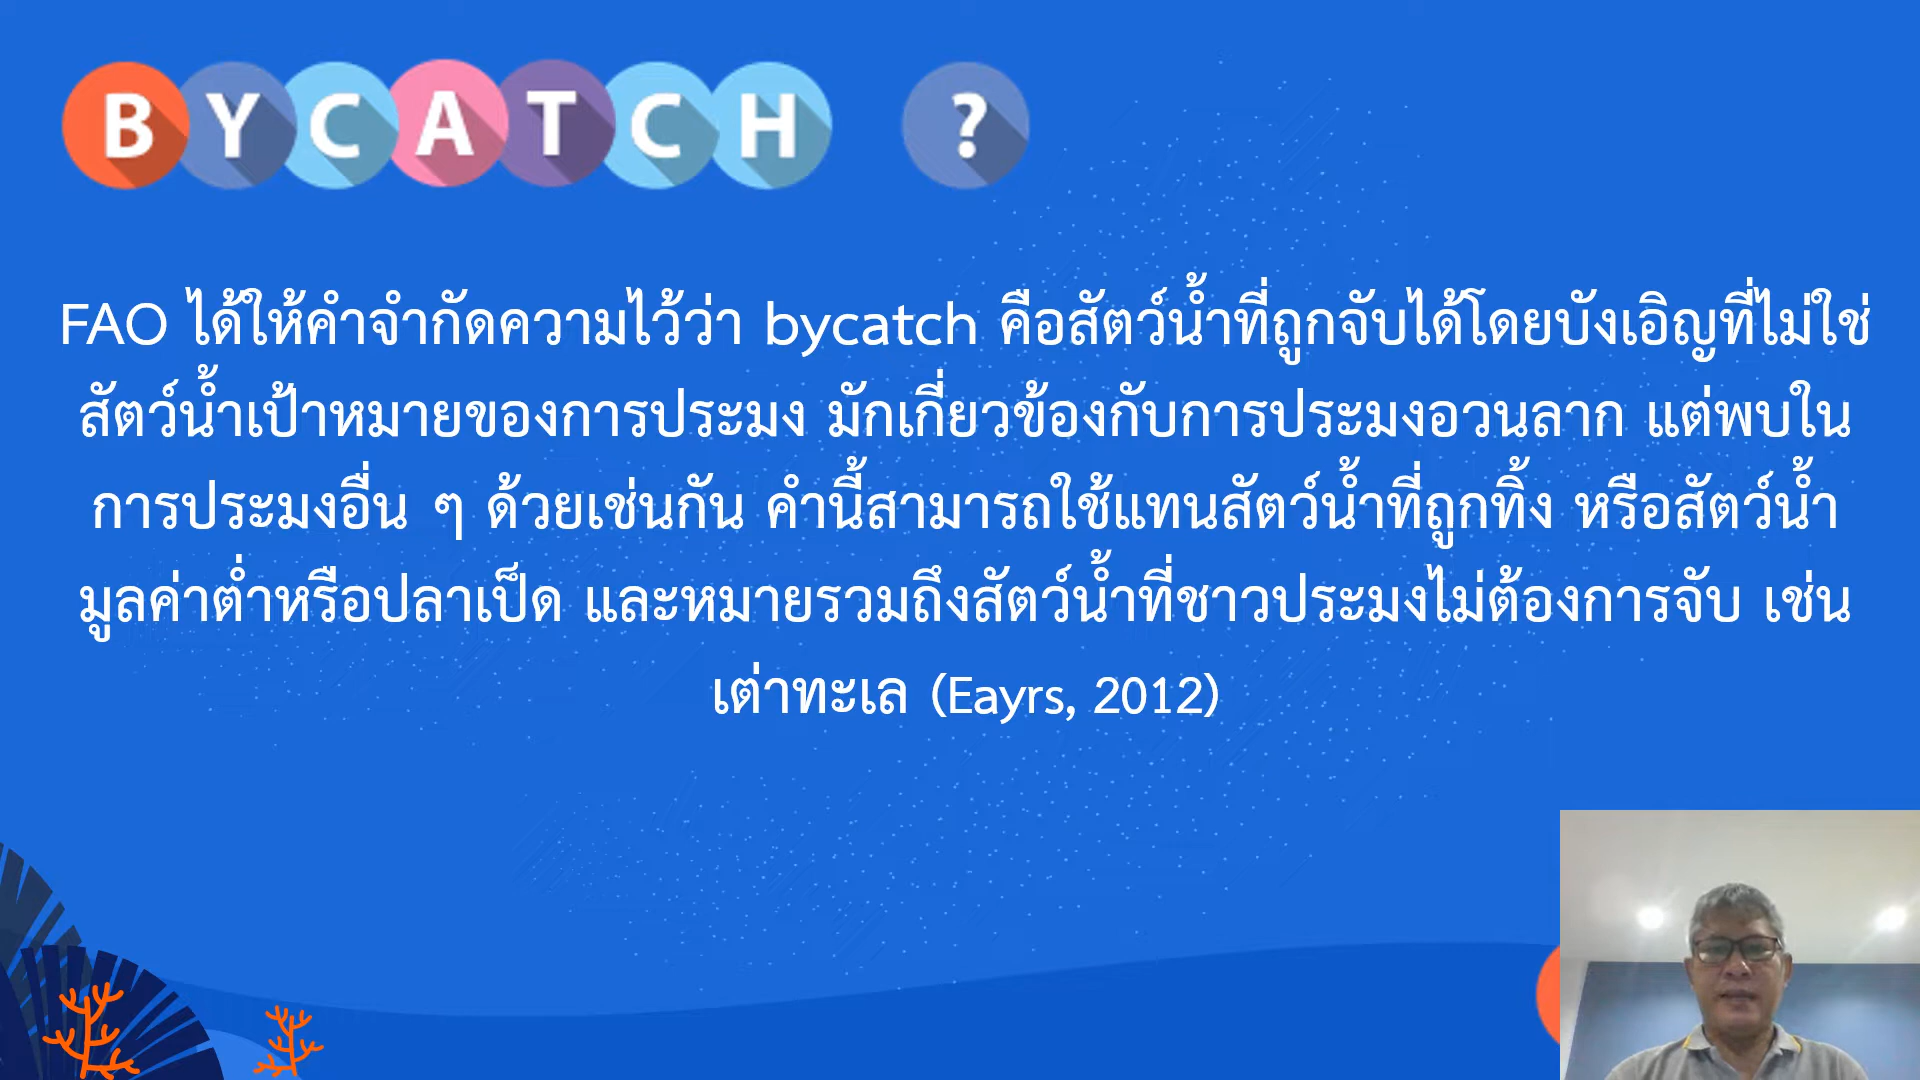 BYCATCH ?
FAO ได้ให้คำจำกัดความไว้ว่า bycatch คือสัตว์น้ำที่ถูกจับได้โดยบังเอิญที่ไม่ใช่
สัตว์น้ำเป้าหมายของการประมง มักเกี่ยวข้องกับการประมงอวนลาก แต่พบใน
การประมงอื่น ๆ ด้วยเช่นกัน คำนี้สามารถใช้แทนสัตว์น้ำที่ถูกทิ้ง หรือสัตว์น้ำ
มูลค่าต่ำหรือปลาเป็ด และหมายรวมถึงสัตว์น้ำที่ชาวประมงไม่ต้องการจับ เช่น
เต่าทะเล (Eayrs, 2012)